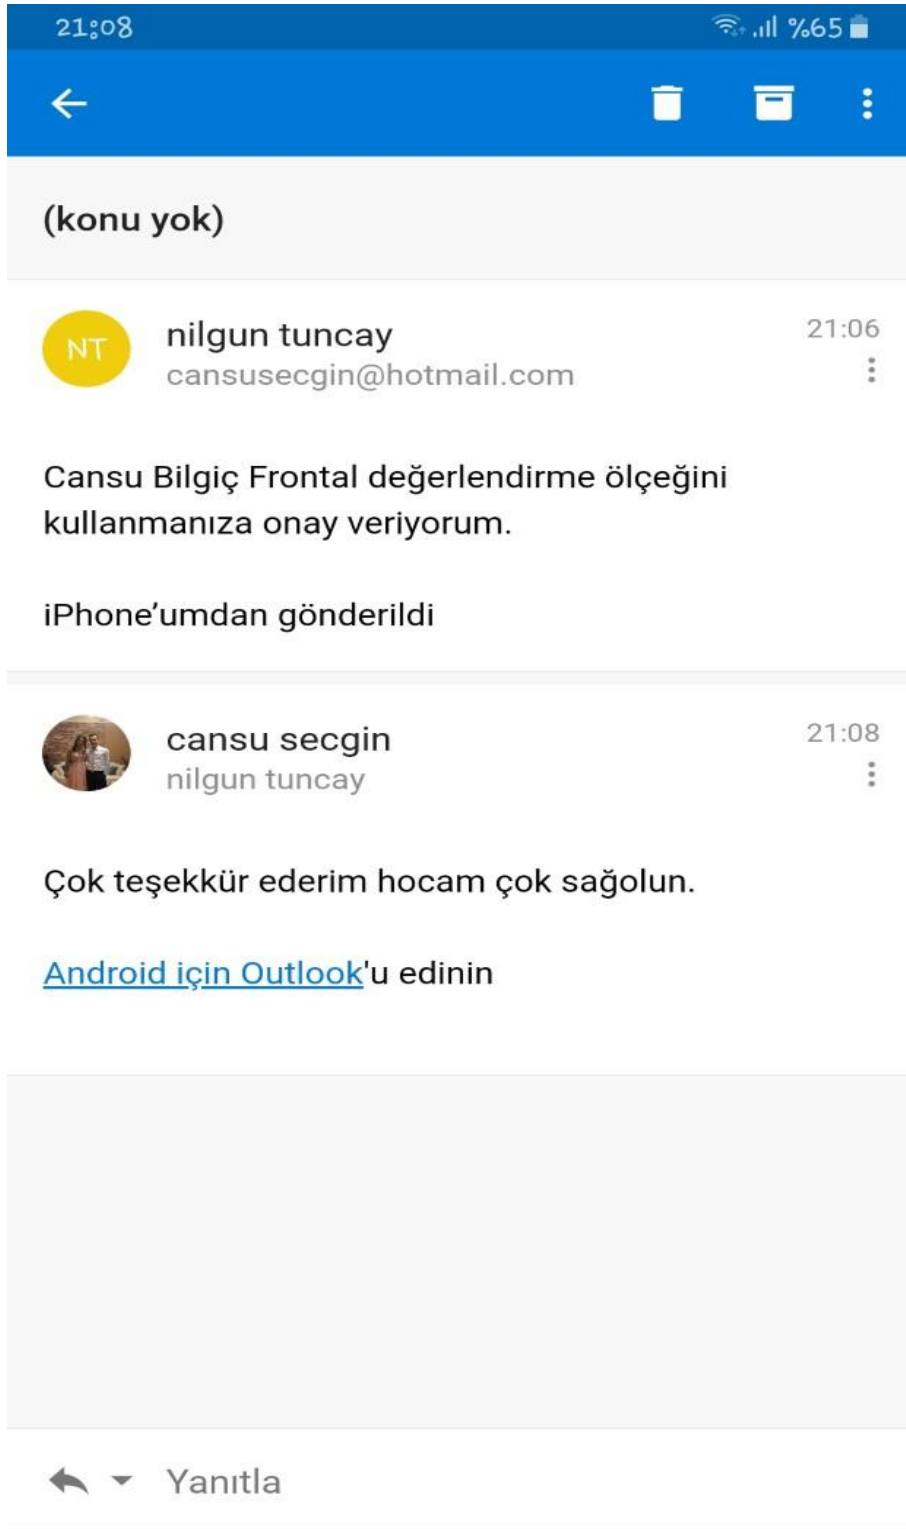 21:08
%65
(konu yok)
NT
nilgun tuncay
21:06
cansusecgin@hotmail.com
Cansu Bilgiç Frontal değerlendirme ölçeğini
kullanmanıza onay veriyorum.
iPhone’umdan gönderildi
cansu secgin
21:08
nilgun tuncay
Çok teşekkür ederim hocam çok sağolun.
Android için Outlook'u edinin
Yanıtla